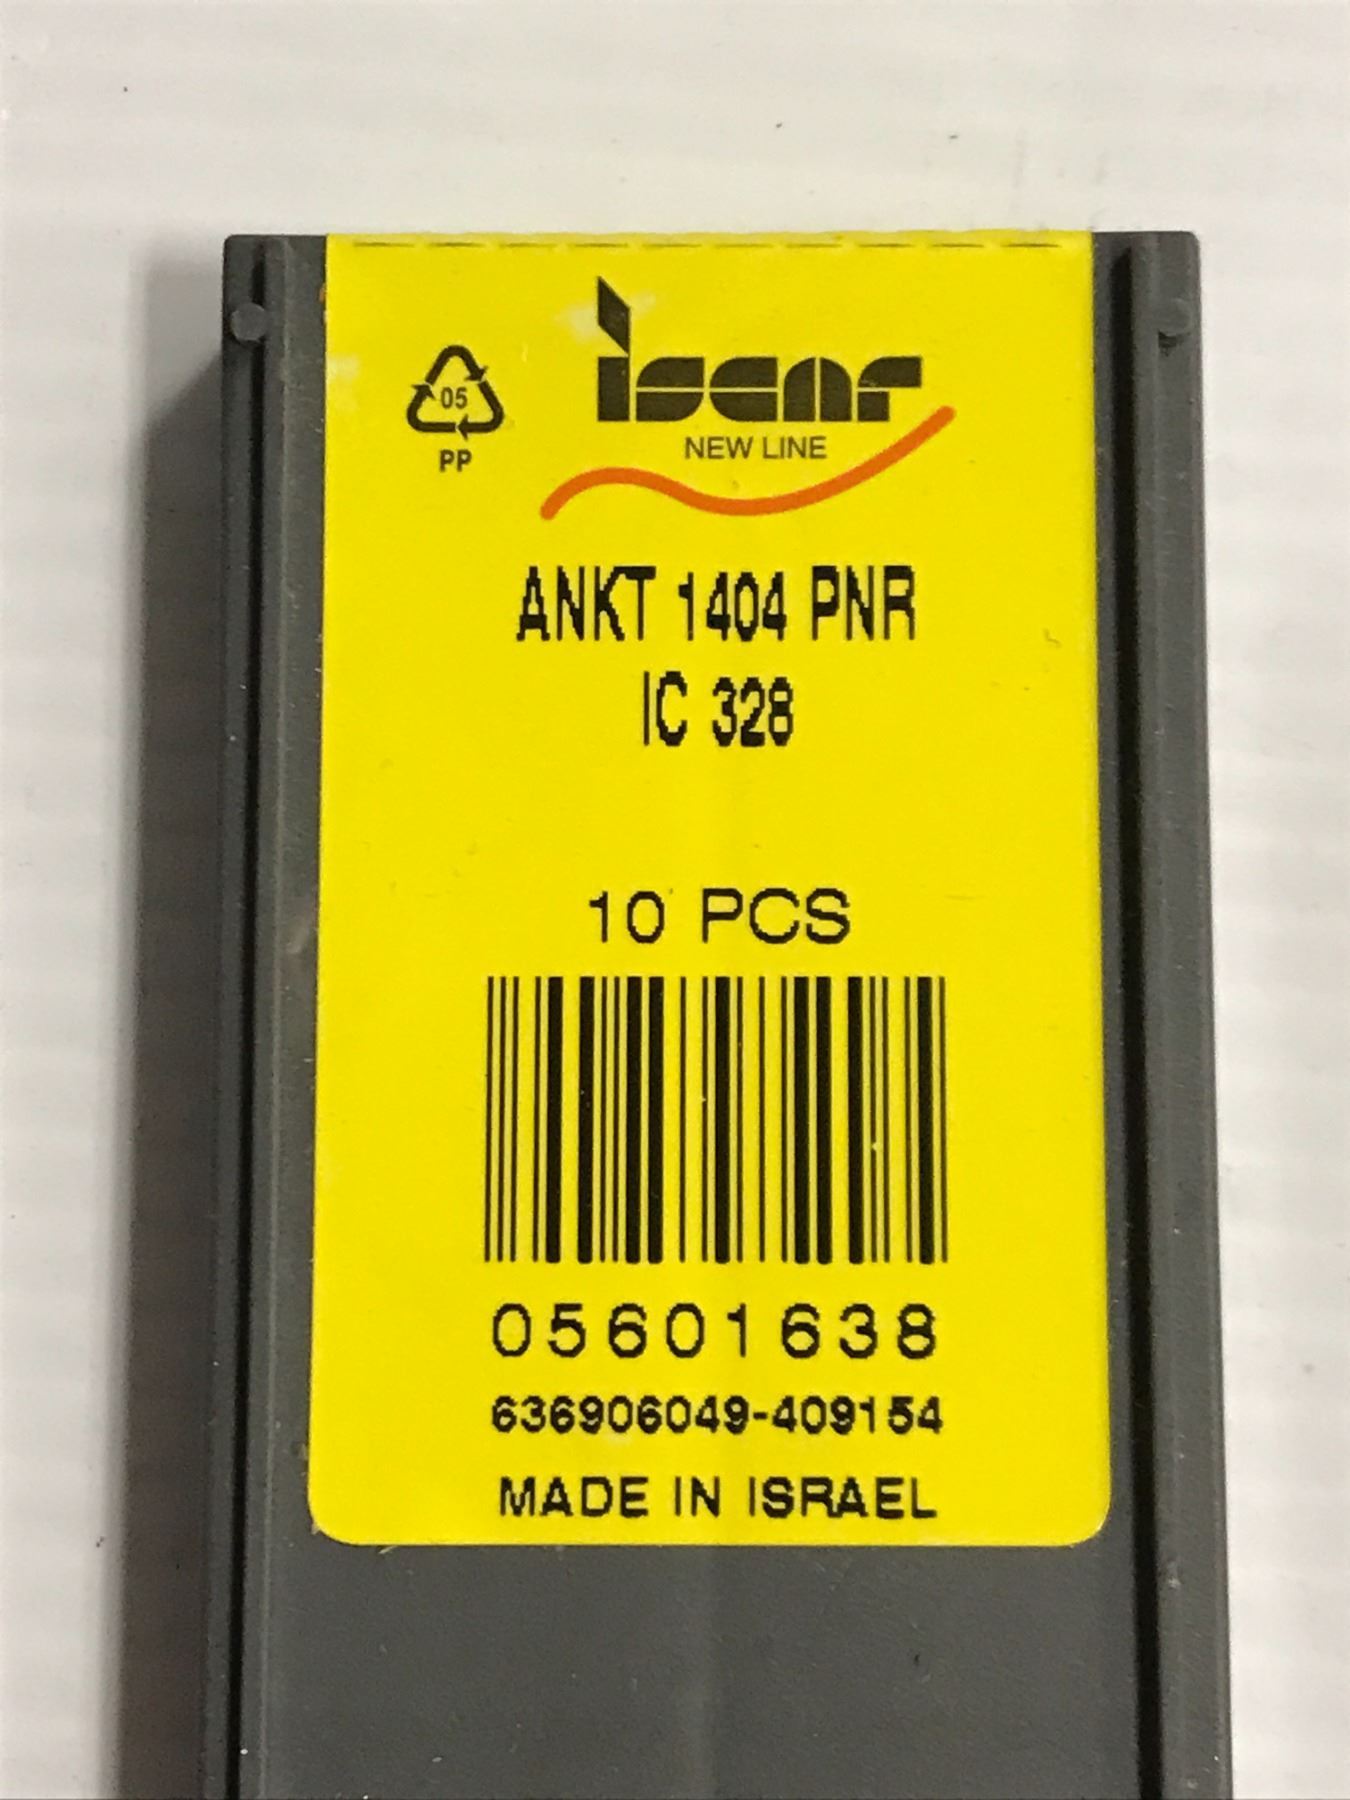 iscar
NEW LINE
05
PP
ANKT 1404 PNR
IC 328
10 PCS
05601638
636906049-409154
MADE IN ISRAEL